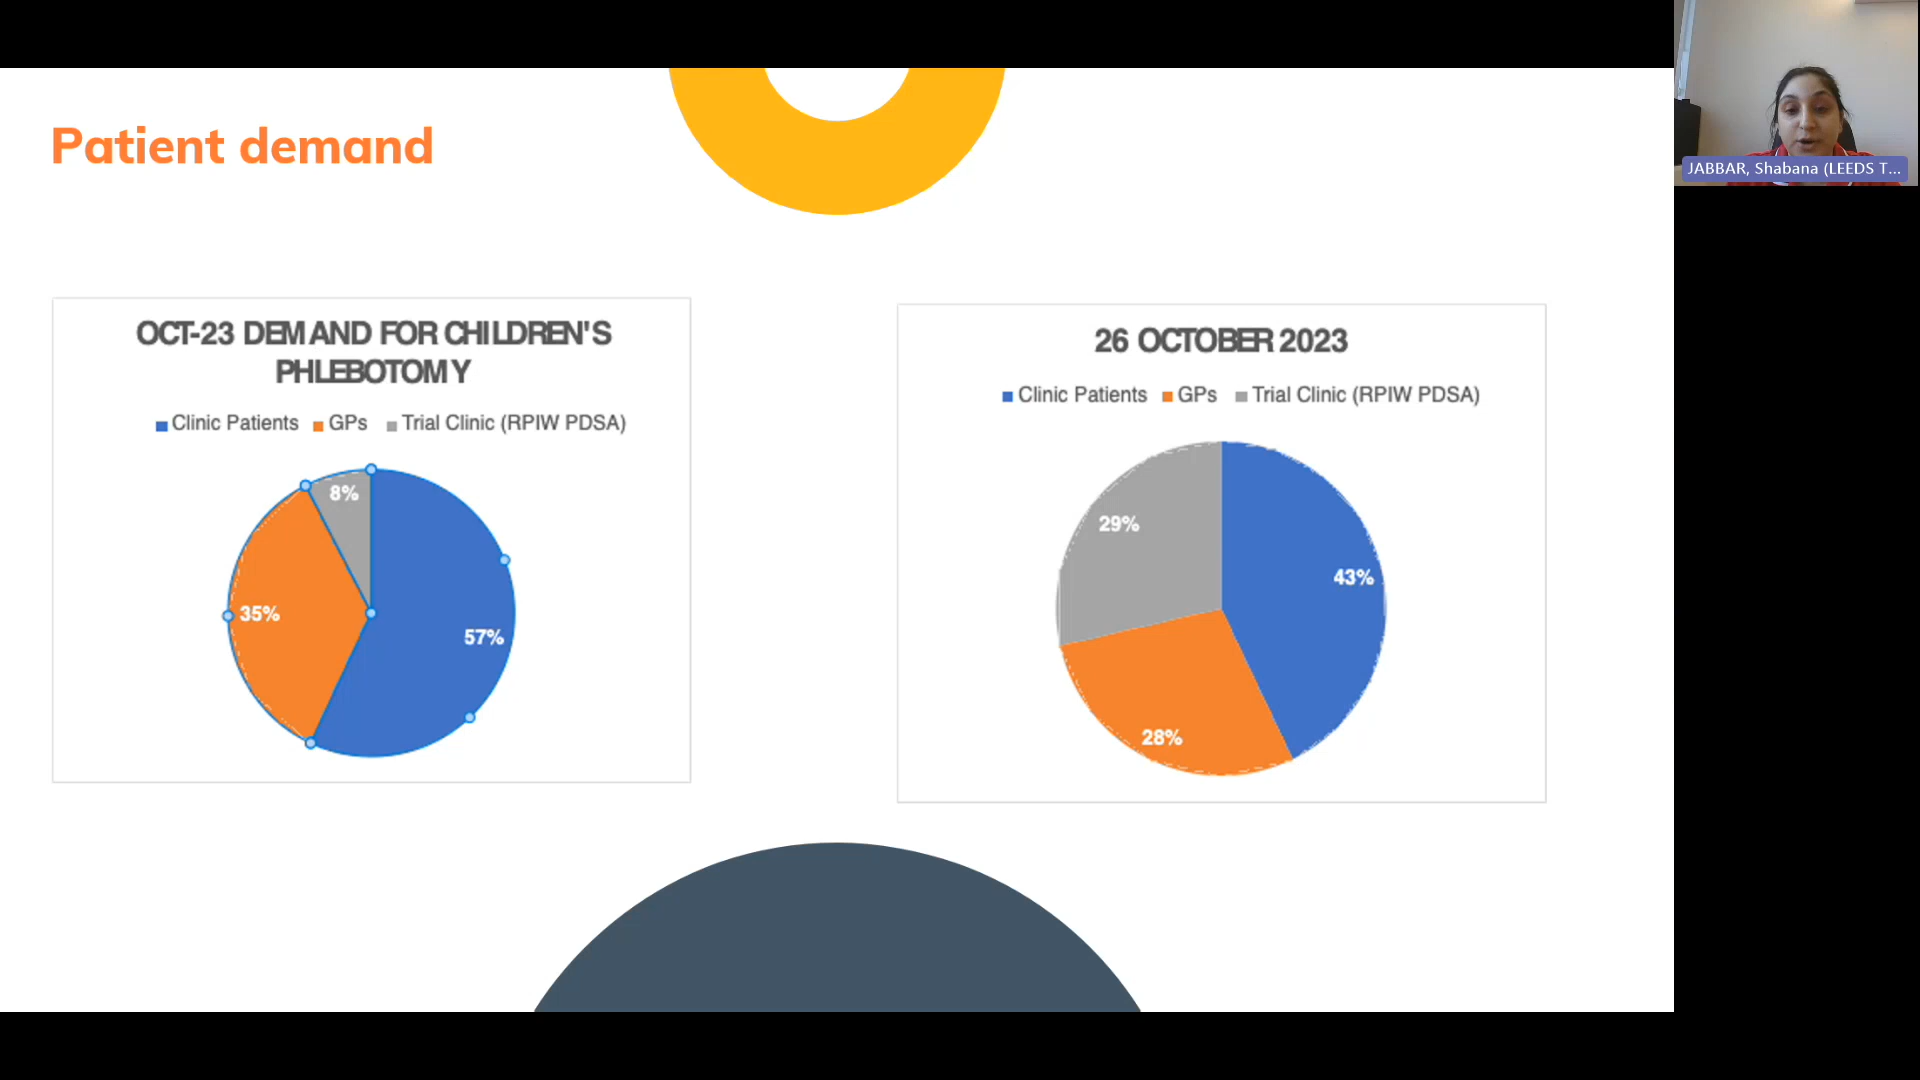 Patient demand
JABBAR, Shabana (LEEDS T...
OCT-23 DEMAND FOR CHILDREN'S
PHLEBOTOMY
Clinic Patients GPs Trial Clinic (RPIW PDSA)
8%
35%
57%
26 OCTOBER 2023
Clinic Patients GPs Trial Clinic (RPIW PDSA)
29%
43%
28%